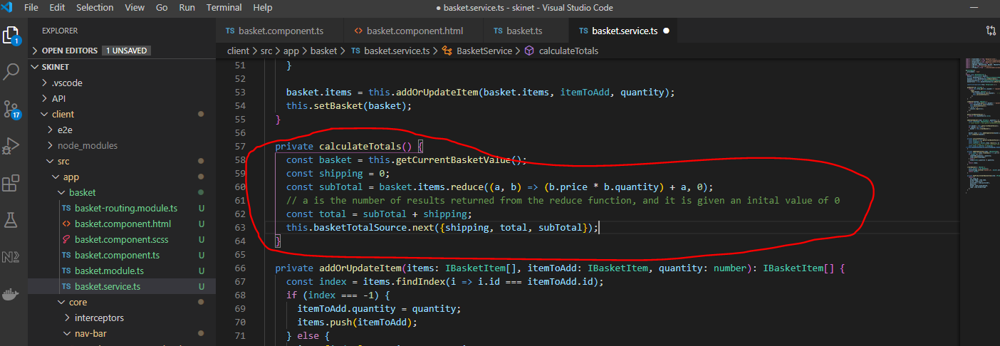 File Edit Selection View Go Run Terminal Help
● basket.service.ts - skinet - Visual Studio Code
EXPLORER
TS basket.component.ts
<> basket.component.html
TS basket.ts
TS basket.service.ts ●
OPEN EDITORS 1 UNSAVED
client > src > app > basket > TS basket.service.ts > BasketService > calculateTotals
1
17
SKINET
.vscode
API
client
e2e
node_modules
src
app
basket
TS basket-routing.module.ts U
<> basket.component.html U
basket.component.scss U
TS basket.component.ts U
TS basket.module.ts U
TS basket.service.ts U
core
interceptors
nav-bar
51 }
52
53 basket.items = this.addOrUpdateItem(basket.items, itemToAdd, quantity);
54 this.setBasket(basket);
55 }
56
57 private calculateTotals() {
58 const basket = this.getCurrentBasketValue();
59 const shipping = 0;
60 const subTotal = basket.items.reduce((a, b) => (b.price * b.quantity) + a, 0);
61 // a is the number of results returned from the reduce function, and it is given an inital value of 0
62 const total = subTotal + shipping;
63 this.basketTotalSource.next({shipping, total, subTotal});
64 }
65
66 private addOrUpdateItem(items: IBasketItem[], itemToAdd: IBasketItem, quantity: number): IBasketItem[] {
67 const index = items.findIndex(i => i.id === itemToAdd.id);
68 if (index === -1) {
69 itemToAdd.quantity = quantity;
70 items.push(itemToAdd);
71 } else {